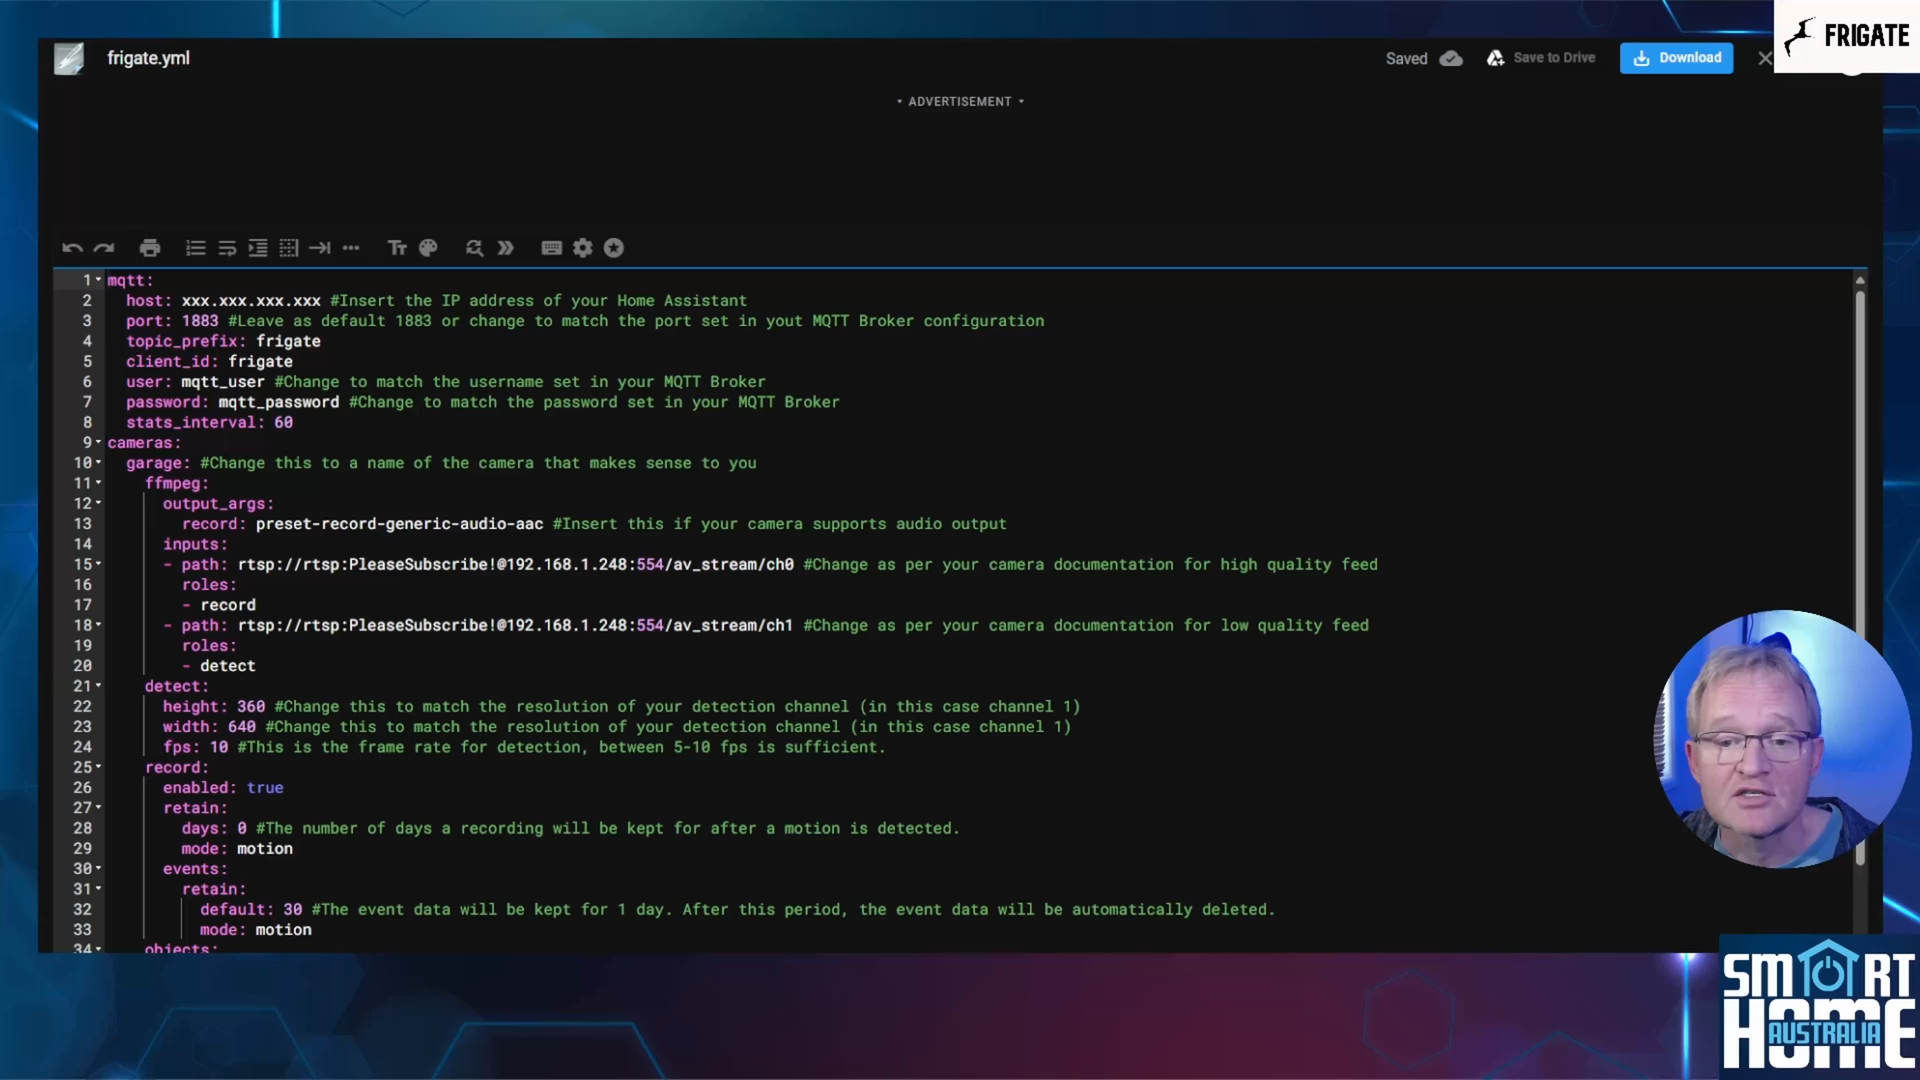 frigate.yml
Saved
Save to Drive
Download
FRIGATE
ADVERTISEMENT
1 mqtt:
2 host: xxx.xxx.xxx.xxx #Insert the IP address of your Home Assistant
3 port: 1883 #Leave as default 1883 or change to match the port set in yout MQTT Broker configuration
4 topic_prefix: frigate
5 client_id: frigate
6 user: mqtt_user #Change to match the username set in your MQTT Broker
7 password: mqtt_password #Change to match the password set in your MQTT Broker
8 stats_interval: 60
9 cameras:
10 garage: #Change this to a name of the camera that makes sense to you
11 ffmpeg:
12 output_args:
13 record: preset-record-generic-audio-aac #Insert this if your camera supports audio output
14 inputs:
15 - path: rtsp://rtsp:PleaseSubscribe!@192.168.1.248:554/av_stream/ch0 #Change as per your camera documentation for high quality feed
16 roles:
17 - record
18 - path: rtsp://rtsp:PleaseSubscribe!@192.168.1.248:554/av_stream/ch1 #Change as per your camera documentation for low quality feed
19 roles:
20 - detect
21 detect:
22 height: 360 #Change this to match the resolution of your detection channel (in this case channel 1)
23 width: 640 #Change this to match the resolution of your detection channel (in this case channel 1)
24 fps: 10 #This is the frame rate for detection, between 5-10 fps is sufficient.
25 record:
26 enabled: true
27 retain:
28 days: 0 #The number of days a recording will be kept for after a motion is detected.
29 mode: motion
30 events:
31 retain:
32 default: 30 #The event data will be kept for 1 day. After this period, the event data will be automatically deleted.
33 mode: motion
34 objects:
SMART
HOME
AUSTRALIA